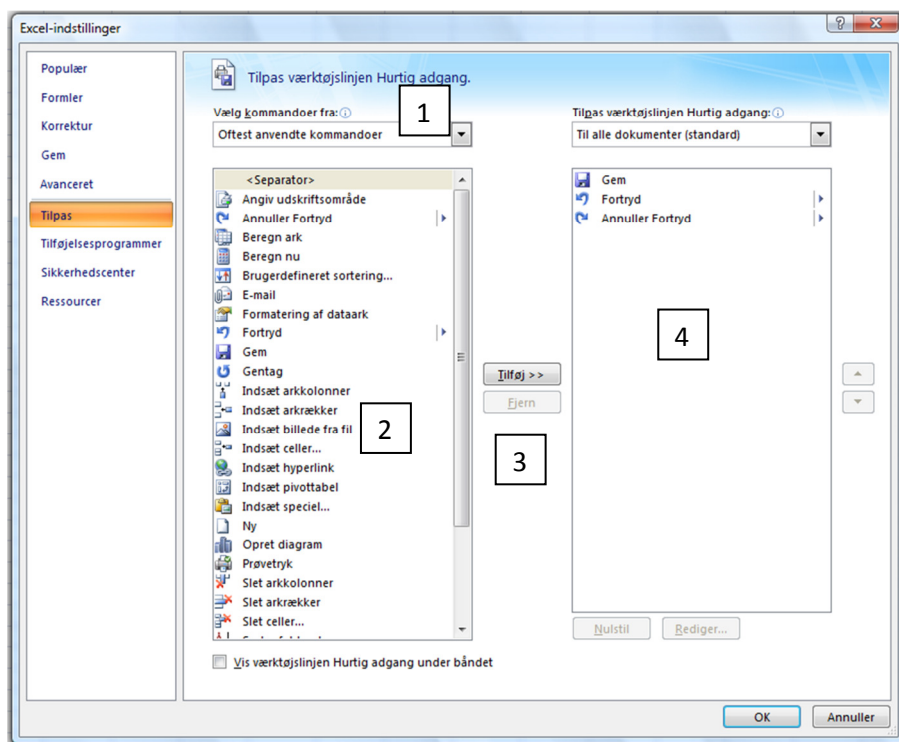 Excel-indstillinger
Populær
Formler
Korrektur
Gem
Avanceret
Tilpas
Tilføjelsesprogrammer
Sikkerhedscenter
Ressourcer
Tilpas værktøjslinjen Hurtig adgang.
Vælg kommandoer fra:
1
Oftest anvendte kommandoer
<Separator>
Angiv udskriftsområde
Annuller Fortryd
Beregn ark
Beregn nu
Brugerdefineret sortering...
E-mail
Formatering af dataark
Fortryd
Gem
Gentag
Indsæt arkkolonner
Indsæt arkrækker
Indsæt billede fra fil
2
Indsæt celler...
Indsæt hyperlink
Indsæt pivottabel
Indsæt speciel...
Ny
Opret diagram
Prøvetryk
Slet arkkolonner
Slet arkrækker
Slet celler...
Vis værktøjslinjen Hurtig adgang under båndet
Tilføj >>
Fjern
3
Tilpas værktøjslinjen Hurtig adgang:
Til alle dokumenter (standard)
Gem
Fortryd
Annuller Fortryd
4
Nulstil
Rediger...
OK
Annuller